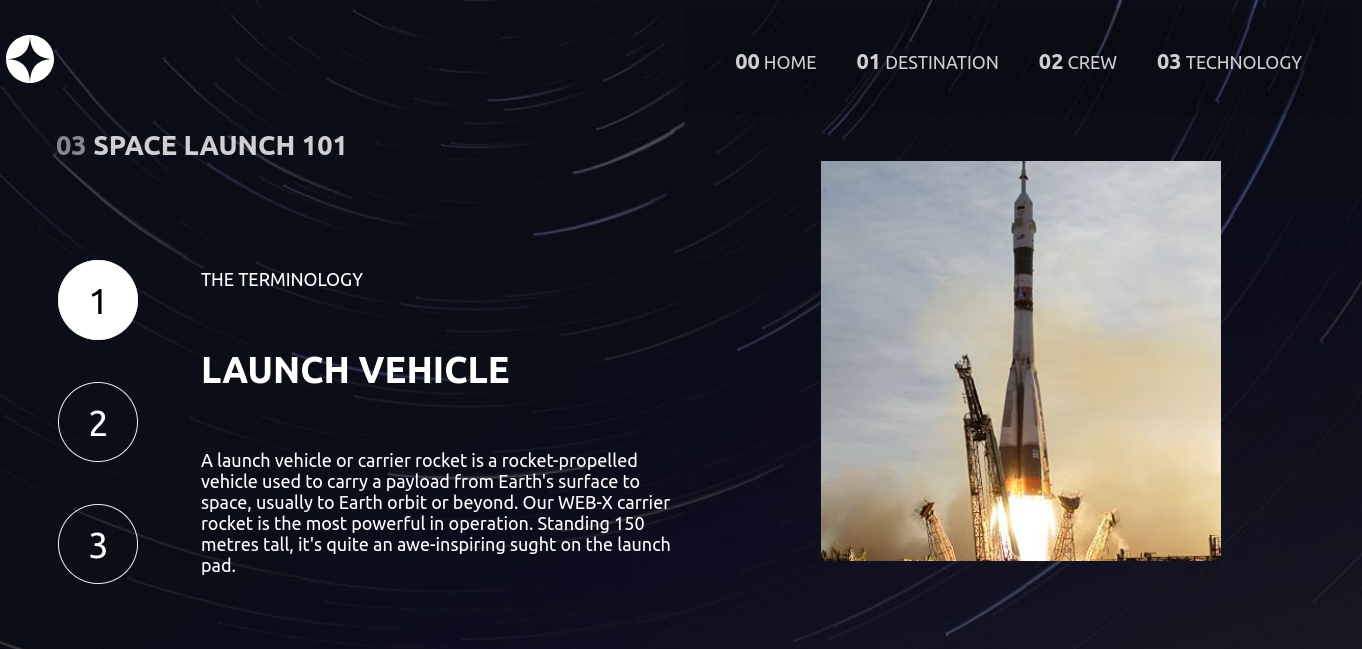 00 HOME 01 DESTINATION 02 CREW 03 TECHNOLOGY
03 SPACE LAUNCH 101
1
THE TERMINOLOGY
LAUNCH VEHICLE
2
A launch vehicle or carrier rocket is a rocket-propelled
vehicle used to carry a payload from Earth's surface to
space, usually to Earth orbit or beyond. Our WEB-X carrier
rocket is the most powerful in operation. Standing 150
metres tall, it's quite an awe-inspiring sught on the launch
pad.
3